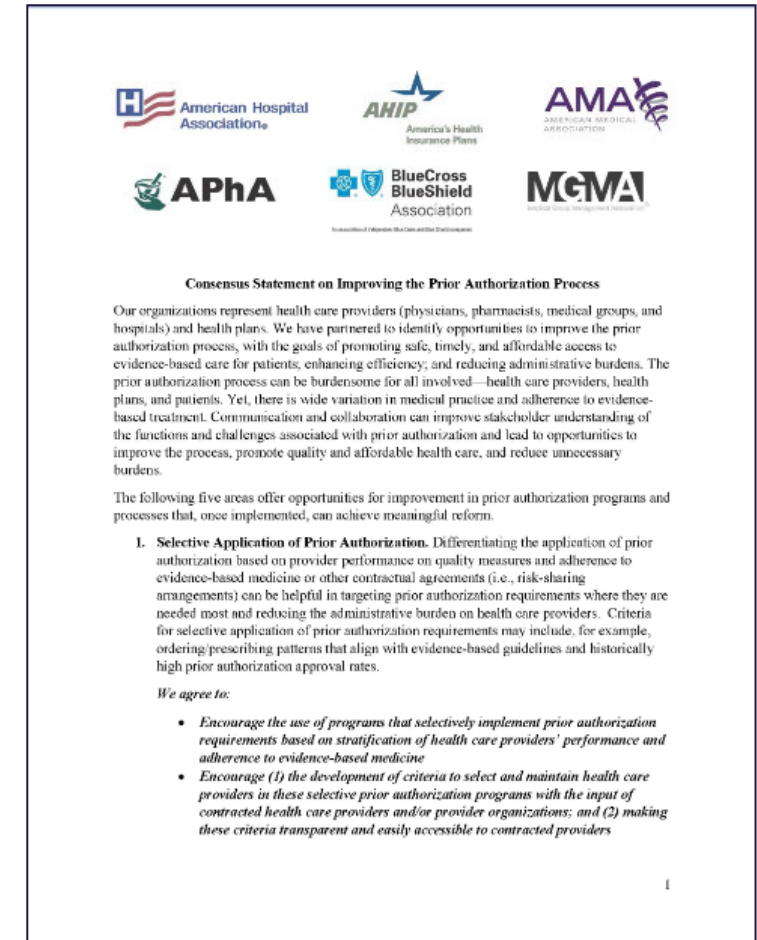 American Hospital
Association®
AHIP
America's Health
Insurance Plans
AMA
AMERICAN MEDICAL
ASSOCIATION
APhA
BlueCross
BlueShield
Association
An association of independent Blue Cross and Blue Shield companies
MGMA
Medical Group Management Association®
Consensus Statement on Improving the Prior Authorization Process
Our organizations represent health care providers (physicians, pharmacists, medical groups, and
hospitals) and health plans. We have partnered to identify opportunities to improve the prior
authorization process, with the goals of promoting safe, timely, and affordable access to
evidence-based care for patients; enhancing efficiency; and reducing administrative burdens. The
prior authorization process can be burdensome for all involved—health care providers, health
plans, and patients. Yet, there is wide variation in medical practice and adherence to evidence-
based treatment. Communication and collaboration can improve stakeholder understanding of
the functions and challenges associated with prior authorization and lead to opportunities to
improve the process, promote quality and affordable health care, and reduce unnecessary
burdens.
The following five areas offer opportunities for improvement in prior authorization programs and
processes that, once implemented, can achieve meaningful reform.
1. Selective Application of Prior Authorization. Differentiating the application of prior
authorization based on provider performance on quality measures and adherence to
evidence-based medicine or other contractual agreements (i.e., risk-sharing
arrangements) can be helpful in targeting prior authorization requirements where they are
needed most and reducing the administrative burden on health care providers. Criteria
for selective application of prior authorization requirements may include, for example,
ordering/prescribing patterns that align with evidence-based guidelines and historically
high prior authorization approval rates.
We agree to:
• Encourage the use of programs that selectively implement prior authorization
requirements based on stratification of health care providers' performance and
adherence to evidence-based medicine
• Encourage (1) the development of criteria to select and maintain health care
providers in these selective prior authorization programs with the input of
contracted health care providers and/or provider organizations; and (2) making
these criteria transparent and easily accessible to contracted providers
1